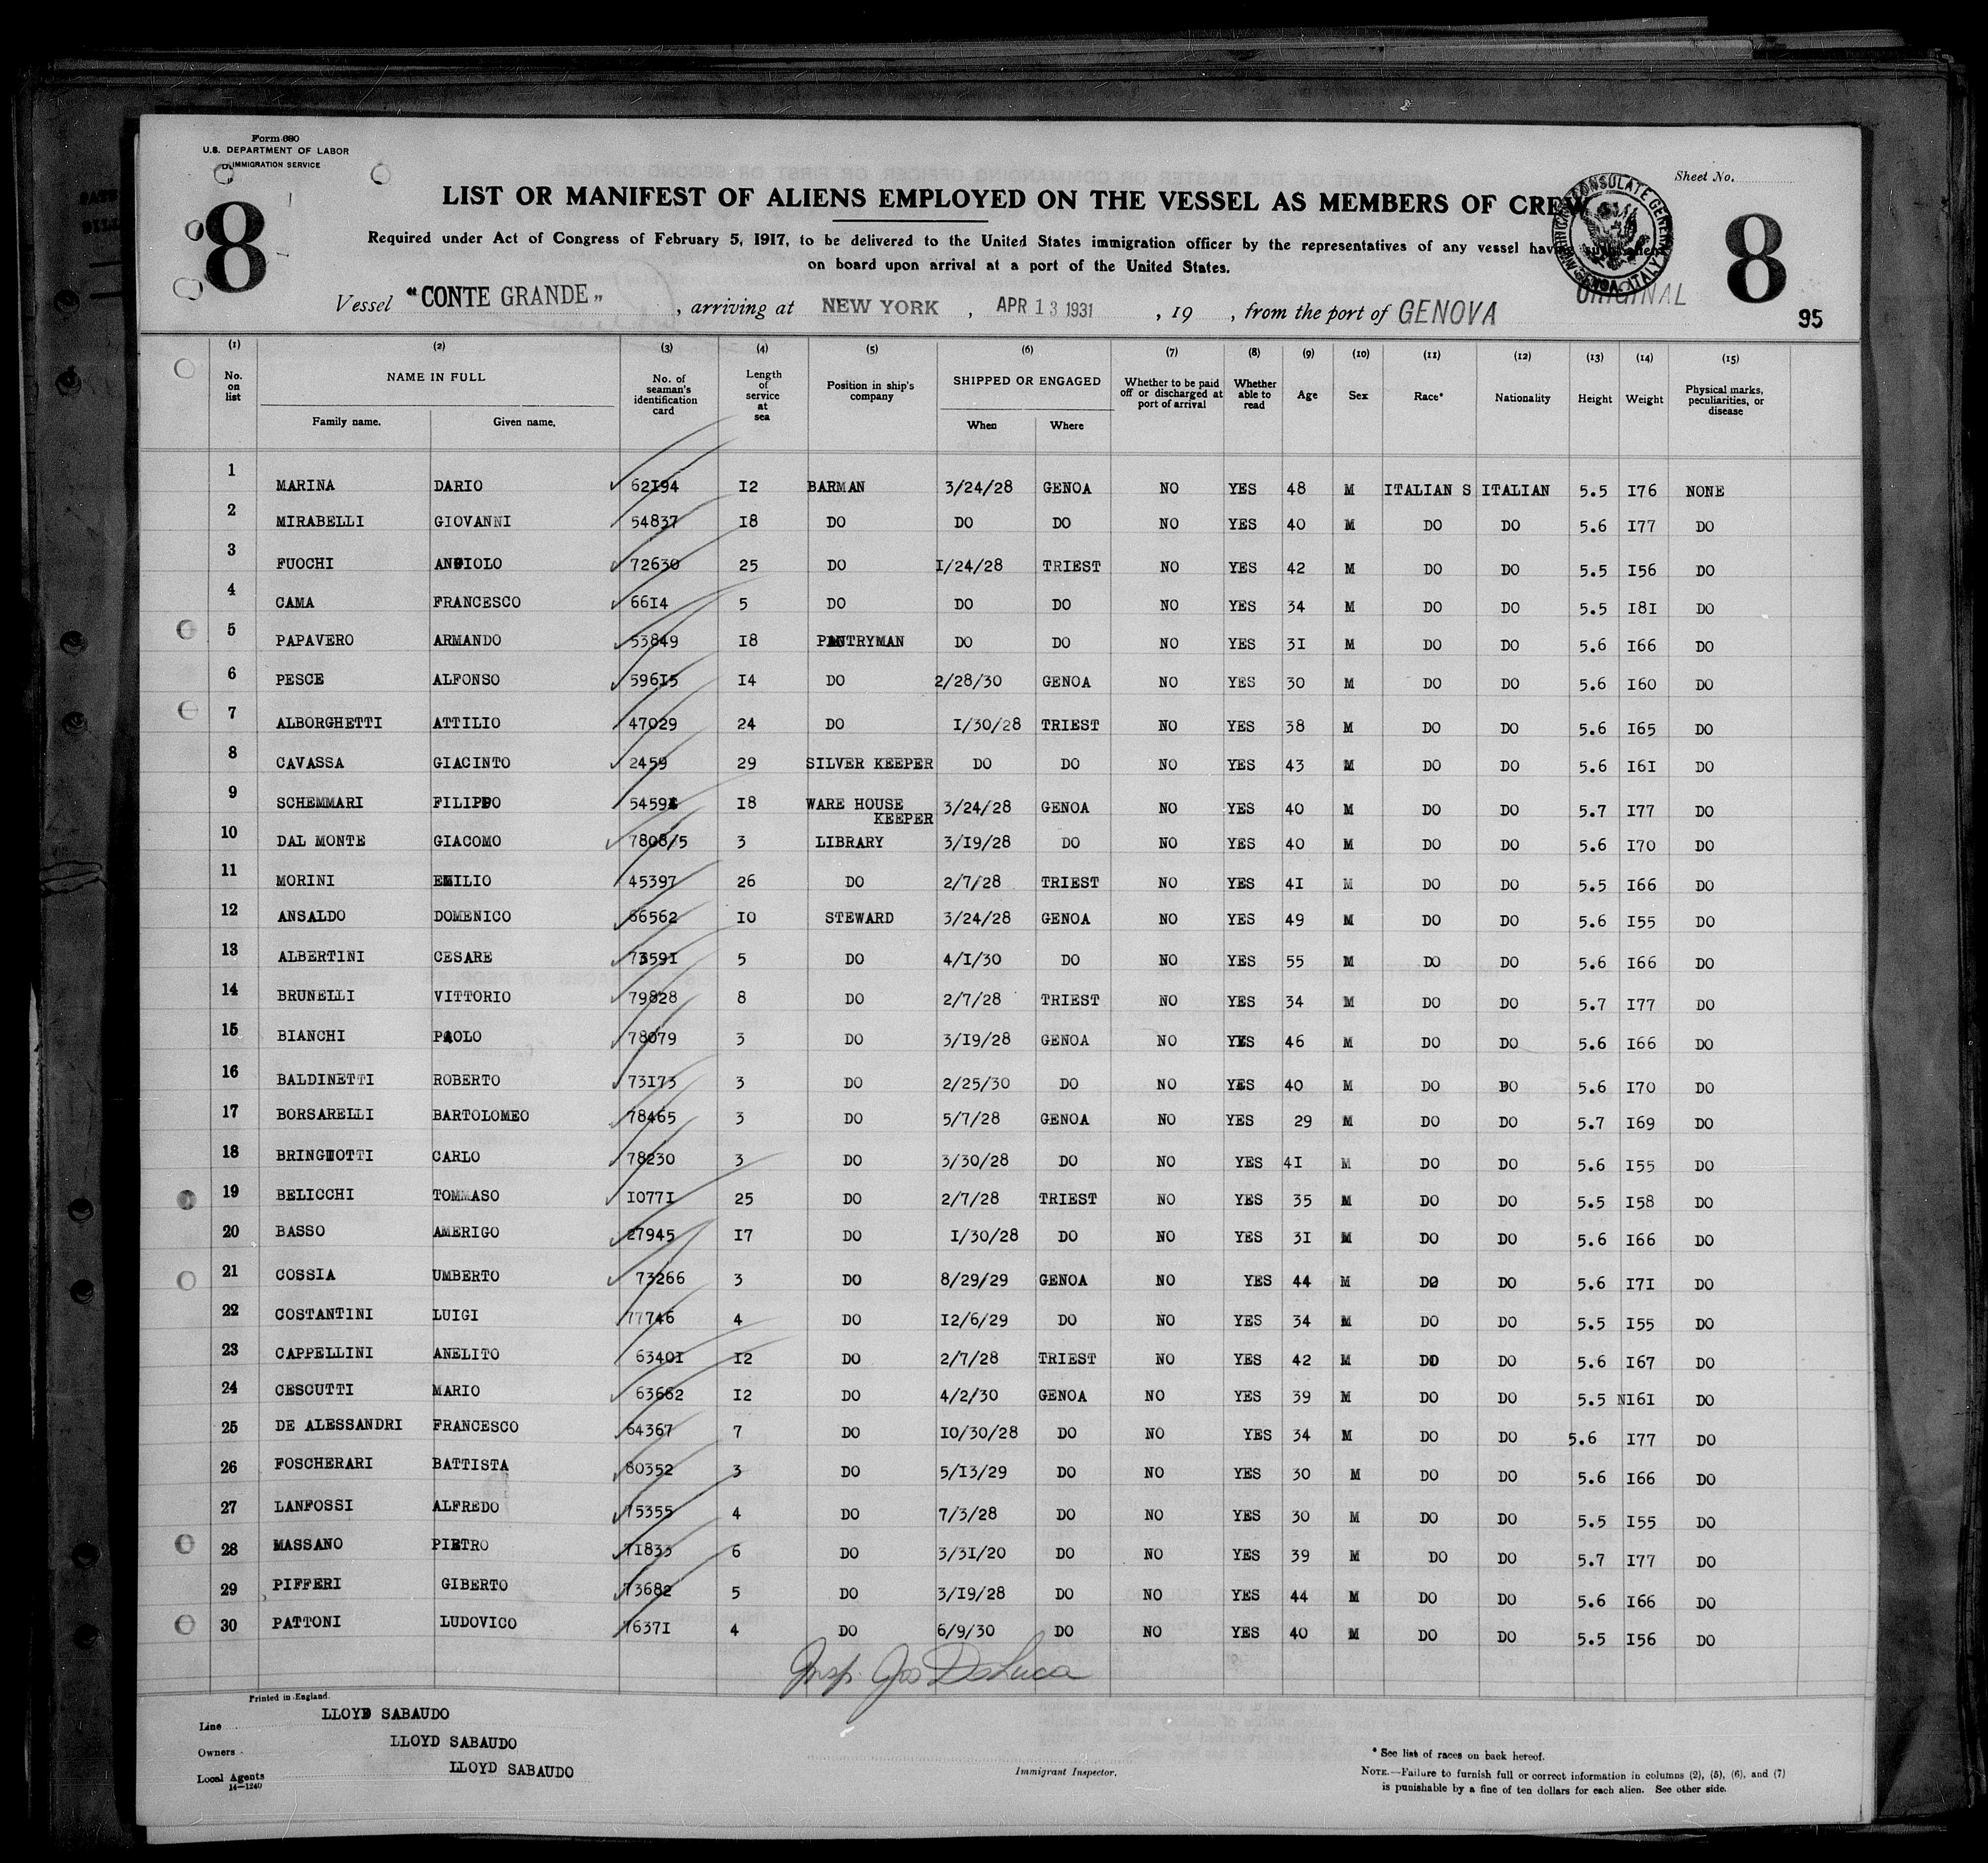 Form 680
U.S. DEPARTMENT OF LABOR
IMMIGRATION SERVICE
Sheet No.
8
LIST OR MANIFEST OF ALIENS EMPLOYED ON THE VESSEL AS MEMBERS OF CREW
8
Required under Act of Congress of February 5, 1917, to be delivered to the United States immigration officer by the representatives of any vessel having such aliens
on board upon arrival at a port of the United States.
AMERICAN CONSULATE GENERAL GENOA, ITALY
ORIGINAL
Vessel "CONTE GRANDE", arriving at NEW YORK, APR 13 1931, 19 , from the port of GENOVA
95
(1) (2) (3) (4) (5) (6) (7) (8) (9) (10) (11) (12) (13) (14) (15)
No. on list NAME IN FULL Family name. Given name. No. of seaman's identification card Length of service at sea Position in ship's company SHIPPED OR ENGAGED When Where Whether to be paid off or discharged at port of arrival Whether able to read Age Sex Race* Nationality Height Weight Physical marks, peculiarities, or disease
1 MARINA DARIO 62194 12 BARMAN 3/24/28 GENOA NO YES 48 M ITALIAN S ITALIAN 5.5 176 NONE
2 MIRABELLI GIOVANNI 54837 18 DO DO DO NO YES 40 M DO DO 5.6 177 DO
3 FUOCHI ANGIOLO 72630 25 DO 1/24/28 TRIEST NO YES 42 M DO DO 5.5 156 DO
4 CAMA FRANCESCO 6614 5 DO DO DO NO YES 34 M DO DO 5.5 181 DO
5 PAPAVERO ARMANDO 53849 18 PANTRYMAN DO DO NO YES 31 M DO DO 5.6 166 DO
6 PESCE ALFONSO 59615 14 DO 2/28/30 GENOA NO YES 30 M DO DO 5.6 160 DO
7 ALBORGHETTI ATTILIO 47029 24 DO 1/30/28 TRIEST NO YES 38 M DO DO 5.6 165 DO
8 CAVASSA GIACINTO 2459 29 SILVER KEEPER DO DO NO YES 43 M DO DO 5.6 161 DO
9 SCHEMMARI FILIPPO 18 WARE HOUSE KEEPER 3/24/28 GENOA NO YES 40 M DO DO 5.7 177 DO
10 DAL MONTE GIACOMO 7808/5 3 LIBRARY 3/19/28 DO NO YES 40 M DO DO 5.6 170 DO
11 MORINI EMILIO 45397 26 DO 2/7/28 TRIEST NO YES 41 M DO DO 5.5 166 DO
12 ANSALDO DOMENICO 66562 10 STEWARD 3/24/28 GENOA NO YES 49 M DO DO 5.6 155 DO
13 ALBERTINI CESARE 73591 5 DO 4/1/30 DO NO YES 55 M DO DO 5.6 166 DO
14 BRUNELLI VITTORIO 79828 8 DO 2/7/28 TRIEST NO YES 34 M DO DO 5.7 177 DO
15 BIANCHI PAOLO 78079 3 DO 3/19/28 GENOA NO YES 46 M DO DO 5.6 166 DO
16 BALDINETTI ROBERTO 73173 3 DO 2/25/30 DO NO YES 40 M DO DO 5.6 170 DO
17 BORSARELLI BARTOLOMEO 78465 3 DO 5/7/28 GENOA NO YES 29 M DO DO 5.7 169 DO
18 BRINGIOTTI CARLO 78230 3 DO 3/30/28 DO NO YES 41 M DO DO 5.6 155 DO
19 BELICCHI TOMMASO 10771 25 DO 2/7/28 TRIEST NO YES 35 M DO DO 5.5 158 DO
20 BASSO AMERIGO 27945 17 DO 1/30/28 DO NO YES 31 M DO DO 5.6 166 DO
21 COSSIA UMBERTO 73266 3 DO 8/29/29 GENOA NO YES 44 M DO DO 5.6 171 DO
22 COSTANTINI LUIGI 77746 4 DO 12/6/29 DO NO YES 34 M DO DO 5.5 155 DO
23 CAPPELLINI ANELITO 63401 12 DO 2/7/28 TRIEST NO YES 42 M DO DO 5.6 167 DO
24 CESCUTTI MARIO 63662 12 DO 4/2/30 GENOA NO YES 39 M DO DO 5.5 N161 DO
25 DE ALESSANDRI FRANCESCO 64367 7 DO 10/30/28 DO NO YES 34 M DO DO 5.6 177 DO
26 FOSCHERARI BATTISTA 80352 3 DO 5/13/29 DO NO YES 30 M DO DO 5.6 166 DO
27 LANFOSSI ALFREDO 75355 4 DO 7/3/28 DO NO YES 30 M DO DO 5.5 155 DO
28 MASSANO PIETRO 71833 6 DO 3/31/20 DO NO YES 39 M DO DO 5.7 177 DO
29 PIFFERI GIBERTO 73682 5 DO 3/19/28 DO NO YES 44 M DO DO 5.6 166 DO
30 PATTONI LUDOVICO 76371 4 DO 6/9/30 DO NO YES 40 M DO DO 5.5 156 DO
Insp. Jos DeLuca
Printed in England.
Line LLOYD SABAUDO
Owners LLOYD SABAUDO
Local Agents LLOYD SABAUDO
14—1240
Immigrant Inspector.
* See list of races on back hereof.
NOTE.—Failure to furnish full or correct information in columns (2), (5), (6), and (7)
is punishable by a fine of ten dollars for each alien. See other side.